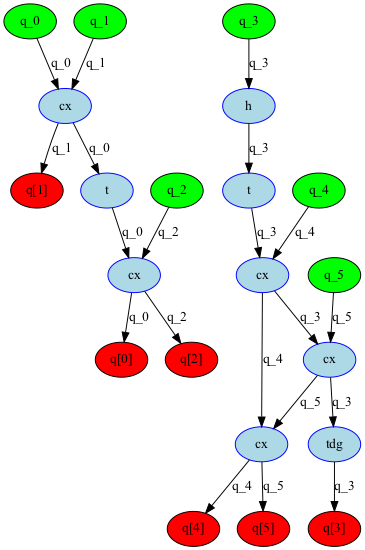 q_0 q_1 q_3
q_0 q_1 q_3
cx h
q_1 q_0 q_3
q[1] t q_2 t q_4
q_0 q_2 q_3 q_4
cx cx q_5
q_0 q_2 q_3 q_5
q_4
q[0] q[2] cx
q_5 q_3
cx tdg
q_4 q_5 q_3
q[4] q[5] q[3]